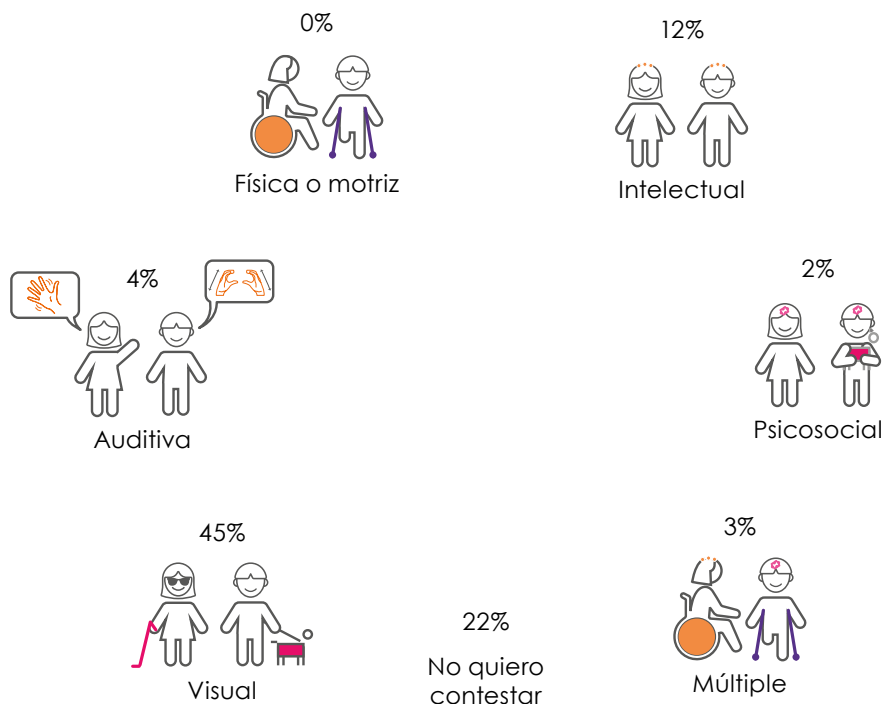 0%
Física o motriz
12%
Intelectual
4%
Auditiva
2%
Psicosocial
45%
Visual
22%
No quiero
contestar
3%
Múltiple